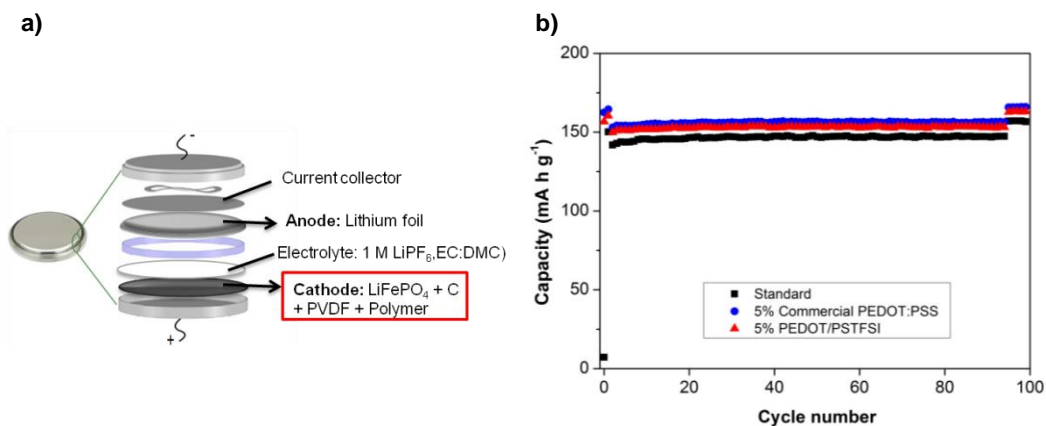 a)
-
Current collector
Anode: Lithium foil
Electrolyte: 1 M LiPF6,EC:DMC)
Cathode: LiFePO4 + C
+ PVDF + Polymer
+
b)
Capacity (mA h g-1)
200
150
100
50
0
Standard
5% Commercial PEDOT:PSS
5% PEDOT/PSTFSI
0 20 40 60 80 100
Cycle number